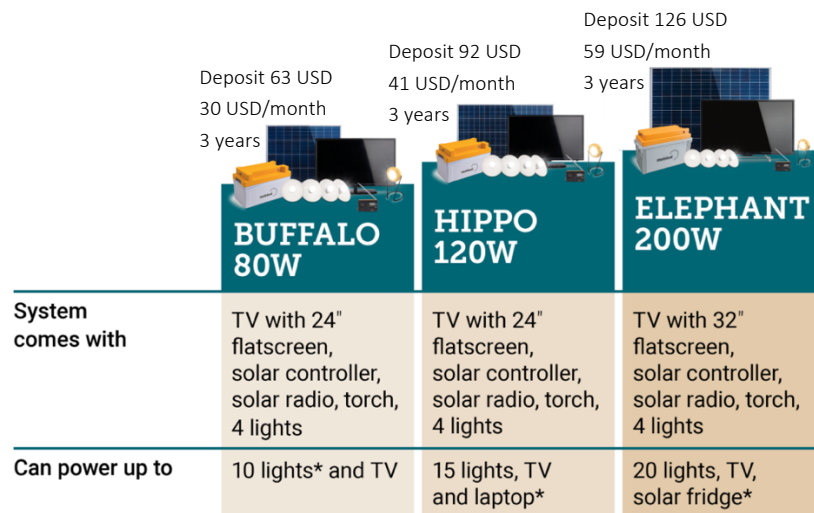 Deposit 63 USD
30 USD/month
3 years
Deposit 92 USD
41 USD/month
3 years
Deposit 126 USD
59 USD/month
3 years
BUFFALO
80W
HIPPO
120W
ELEPHANT
200W
System
comes with
TV with 24"
flatscreen,
solar controller,
solar radio, torch,
4 lights
TV with 24"
flatscreen,
solar controller,
solar radio, torch,
4 lights
TV with 32"
flatscreen,
solar controller,
solar radio, torch,
4 lights
Can power up to
10 lights* and TV
15 lights, TV
and laptop*
20 lights, TV,
solar fridge*